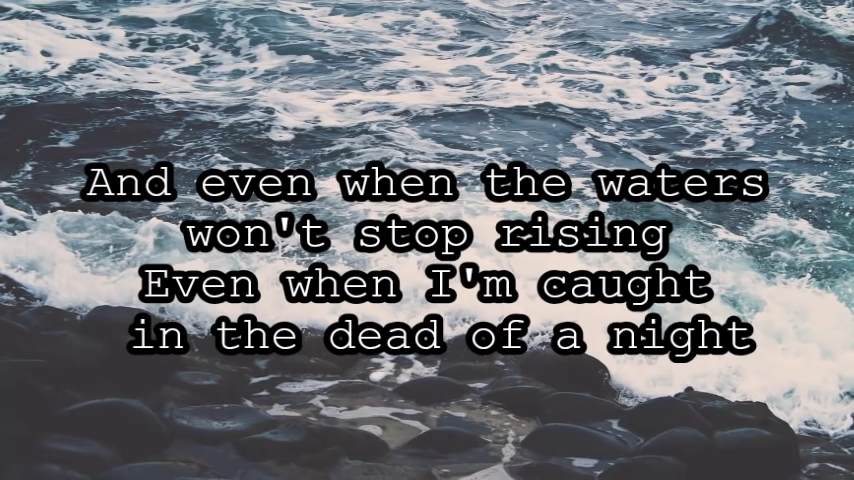 And even when the waters
won't stop rising
Even when I'm caught
in the dead of a night